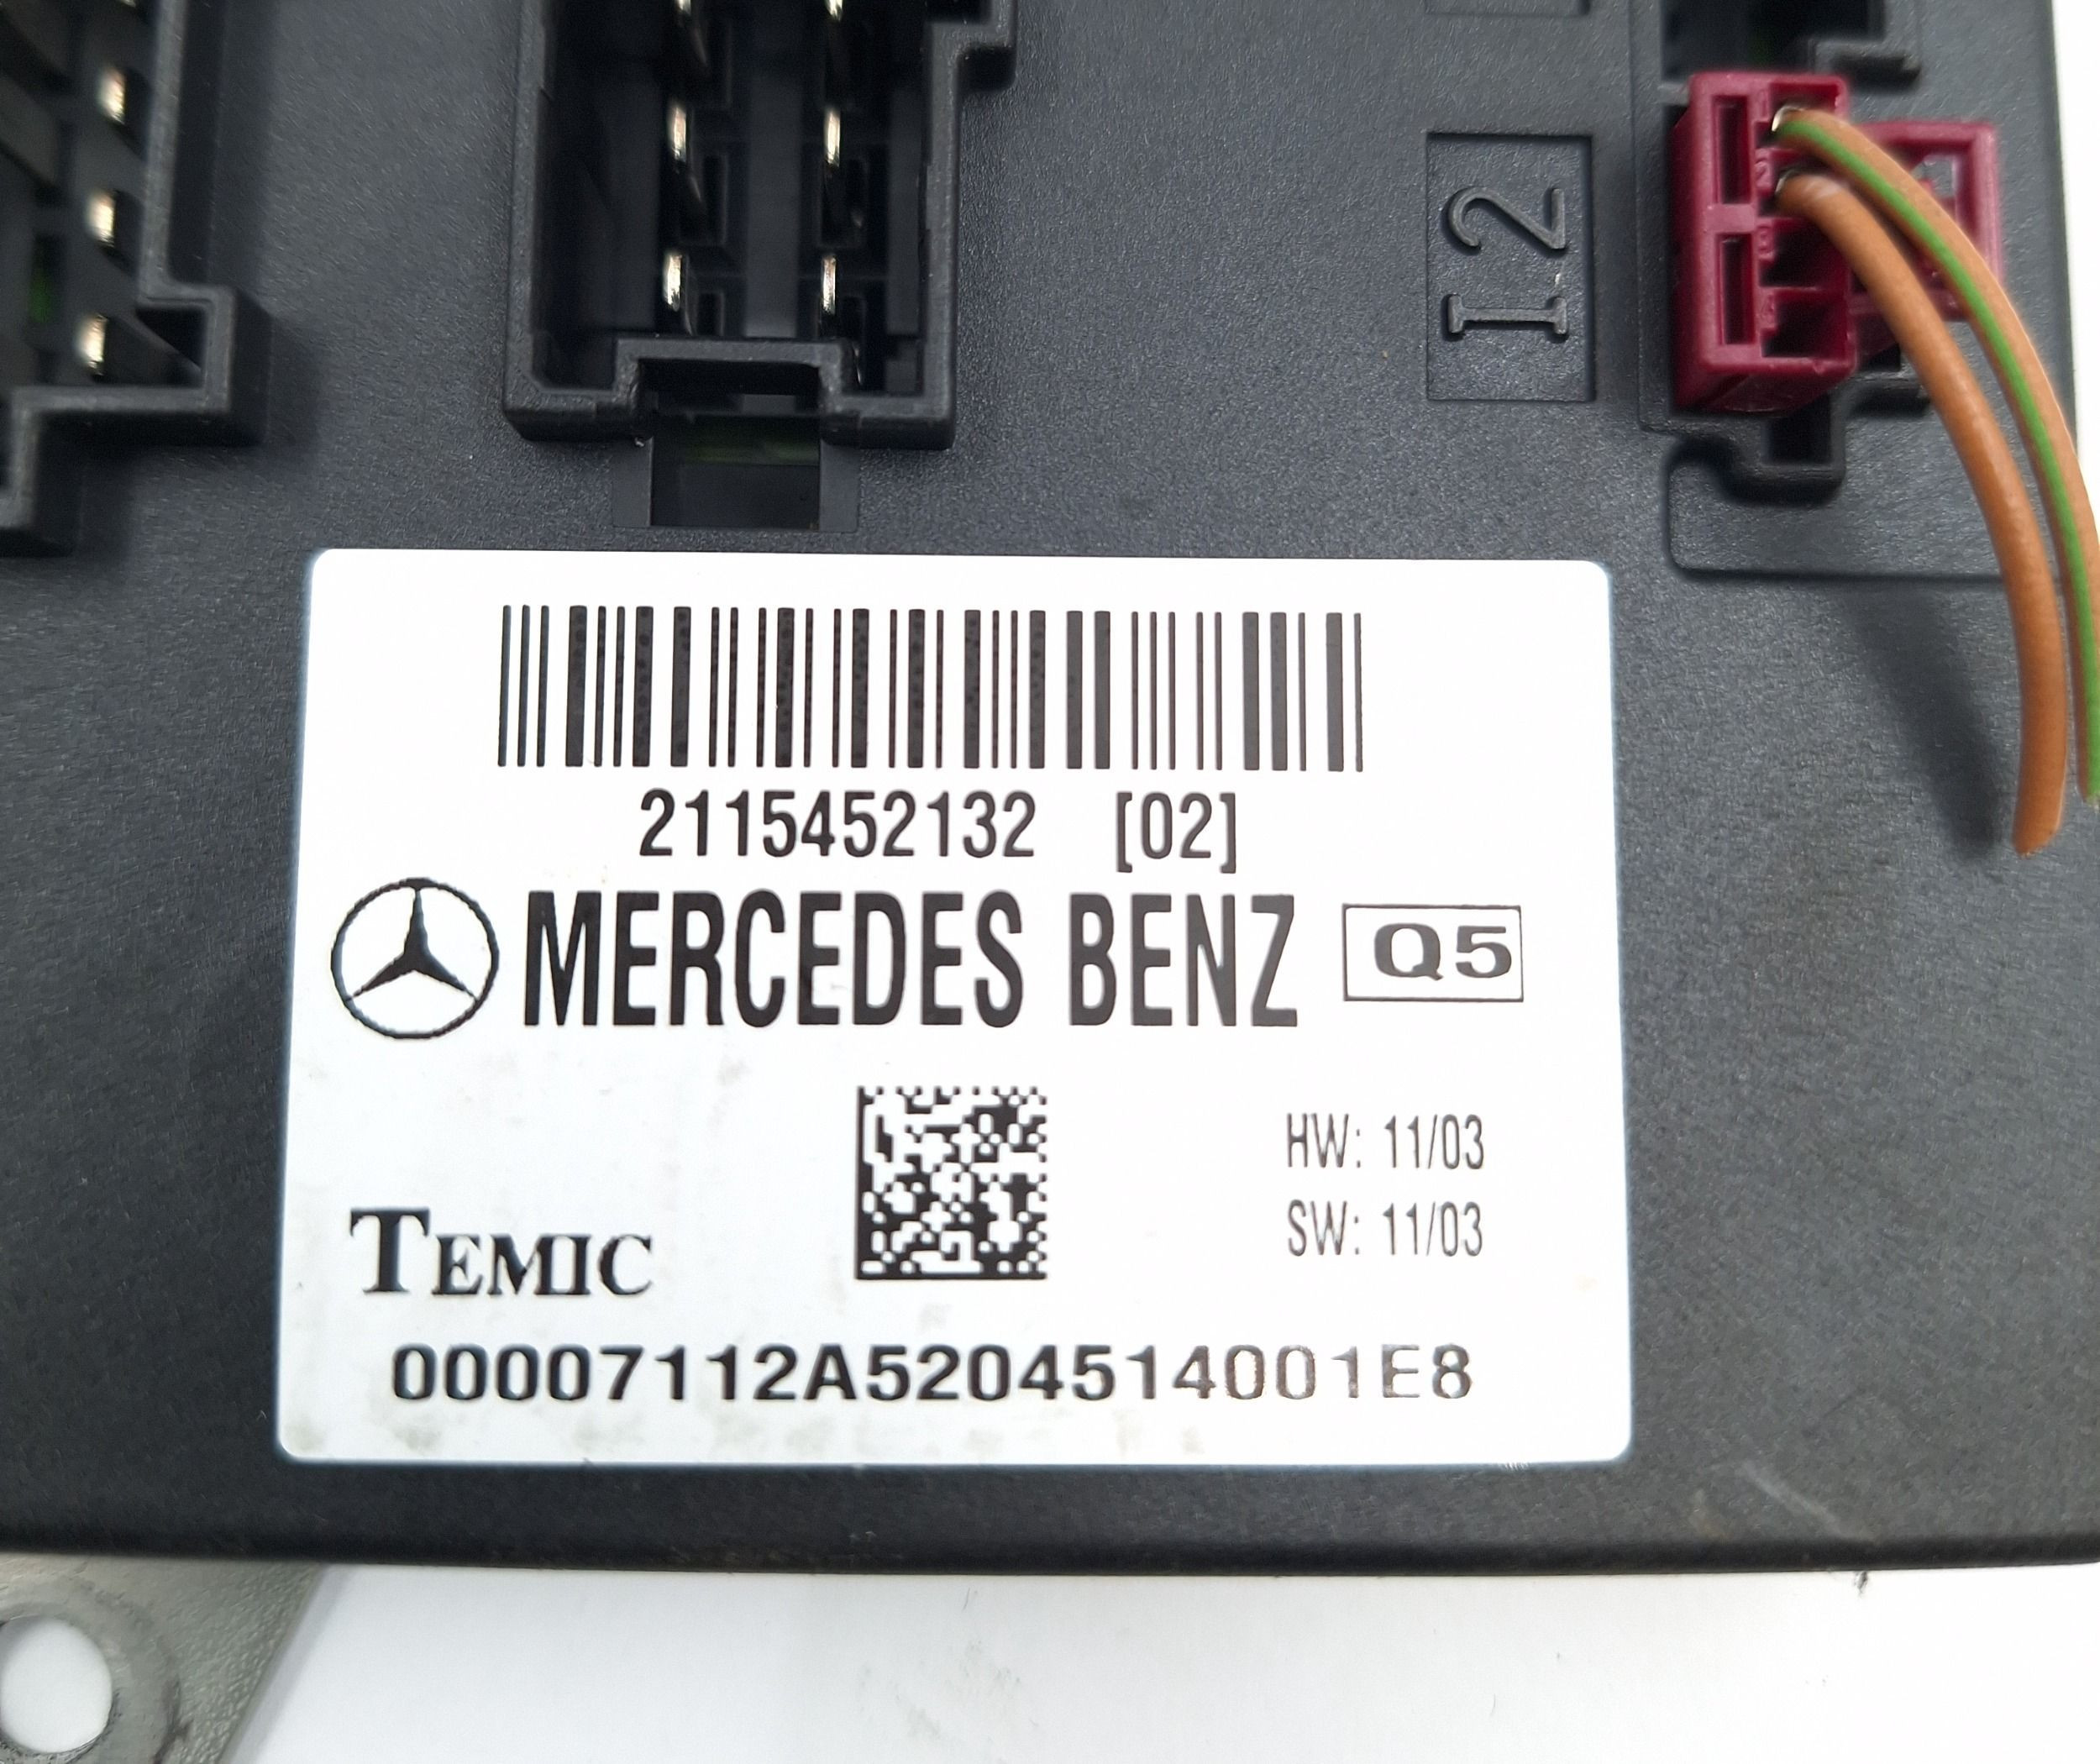 I2
2115452132 [02]
MERCEDES BENZ Q5
HW: 11/03
SW: 11/03
TEMIC
00007112A5204514001E8